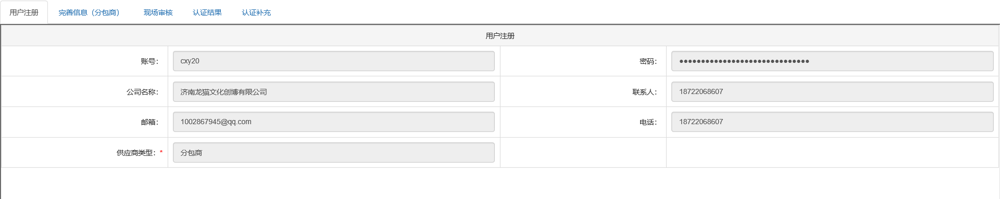 用户注册 完善信息（分包商） 现场审核 认证结果 认证补充
用户注册
账号： cxy20 密码： ●●●●●●●●●●●●●●●●●●●●●●●●●●●●●●
公司名称： 济南龙猫文化创博有限公司 联系人： 18722068607
邮箱： 1002867945@qq.com 电话： 18722068607
供应商类型：* 分包商